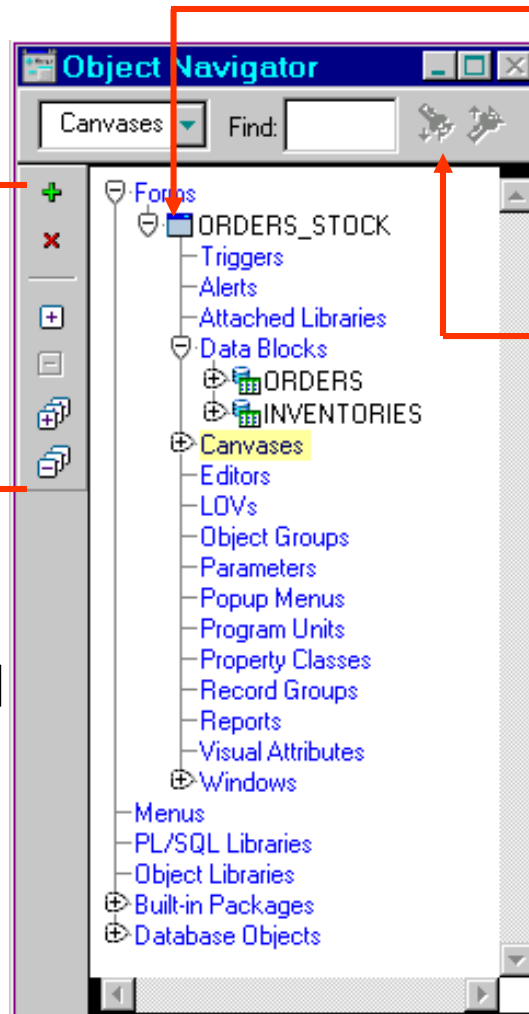 Object Navigator
Canvases Find:
Forms
ORDERS_STOCK
Triggers
Alerts
Attached Libraries
Data Blocks
ORDERS
INVENTORIES
Canvases
Editors
LOVs
Object Groups
Parameters
Popup Menus
Program Units
Property Classes
Record Groups
Reports
Visual Attributes
Windows
Menus
PL/SQL Libraries
Object Libraries
Built-in Packages
Database Objects